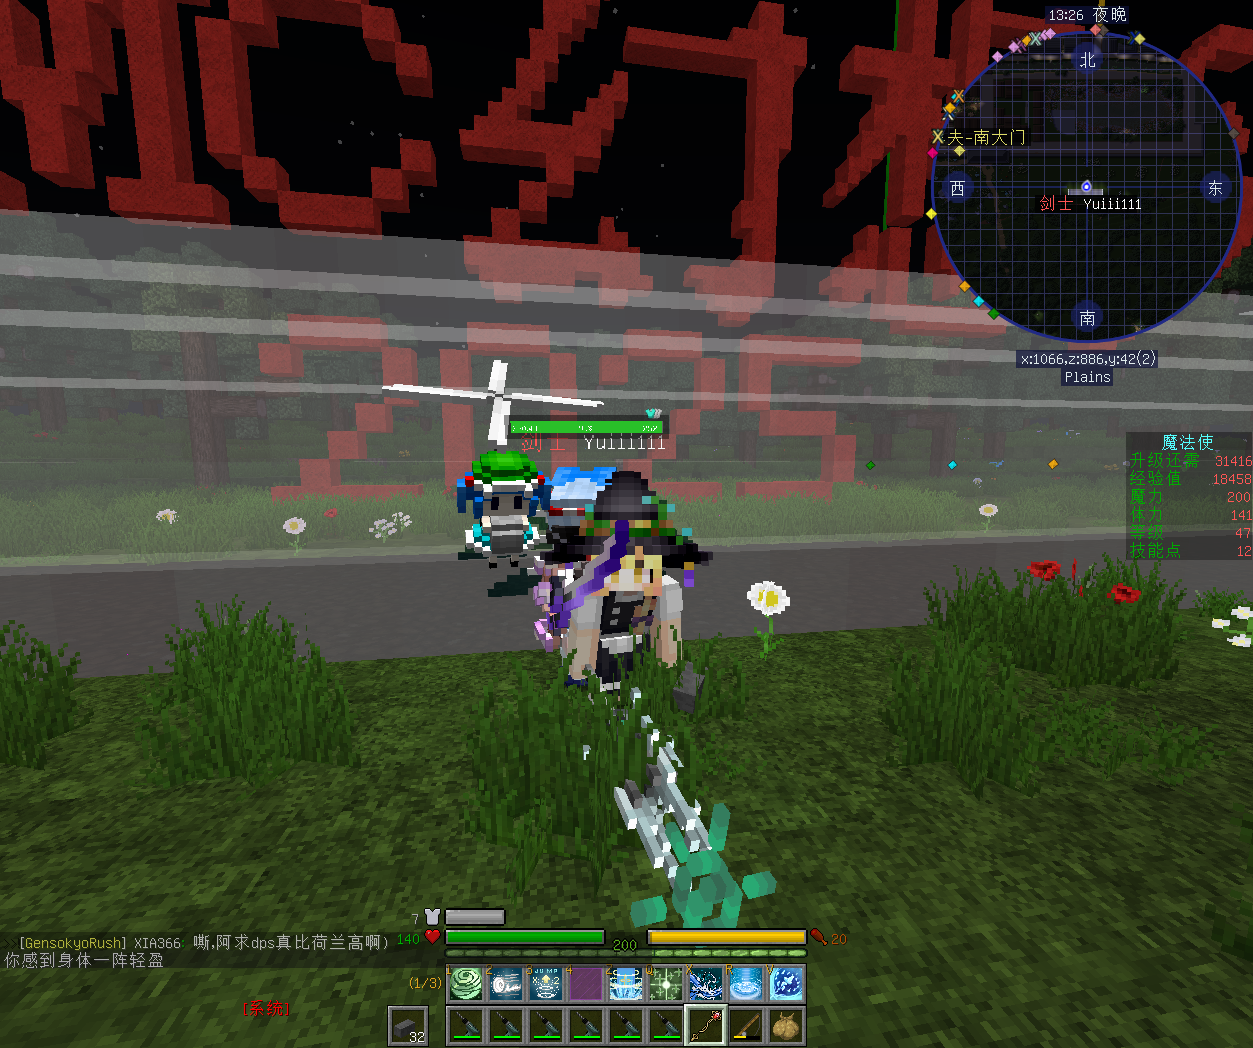 13:26 夜晚
北
夫-南大门
西
东
剑士 Yuiii111
南
x:1066,z:886,y:42(2)
Plains
剑士 Yuiii111
魔法使
升级还需 31416
经验值 18458
魔力 200
体力 141
等级 47
技能点 12
7
[GensokyoRush] XIA366: 嘶,阿求dps真比荷兰高啊)
140
200
20
你感到身体一阵轻盈
(1/3)
[系统]
32